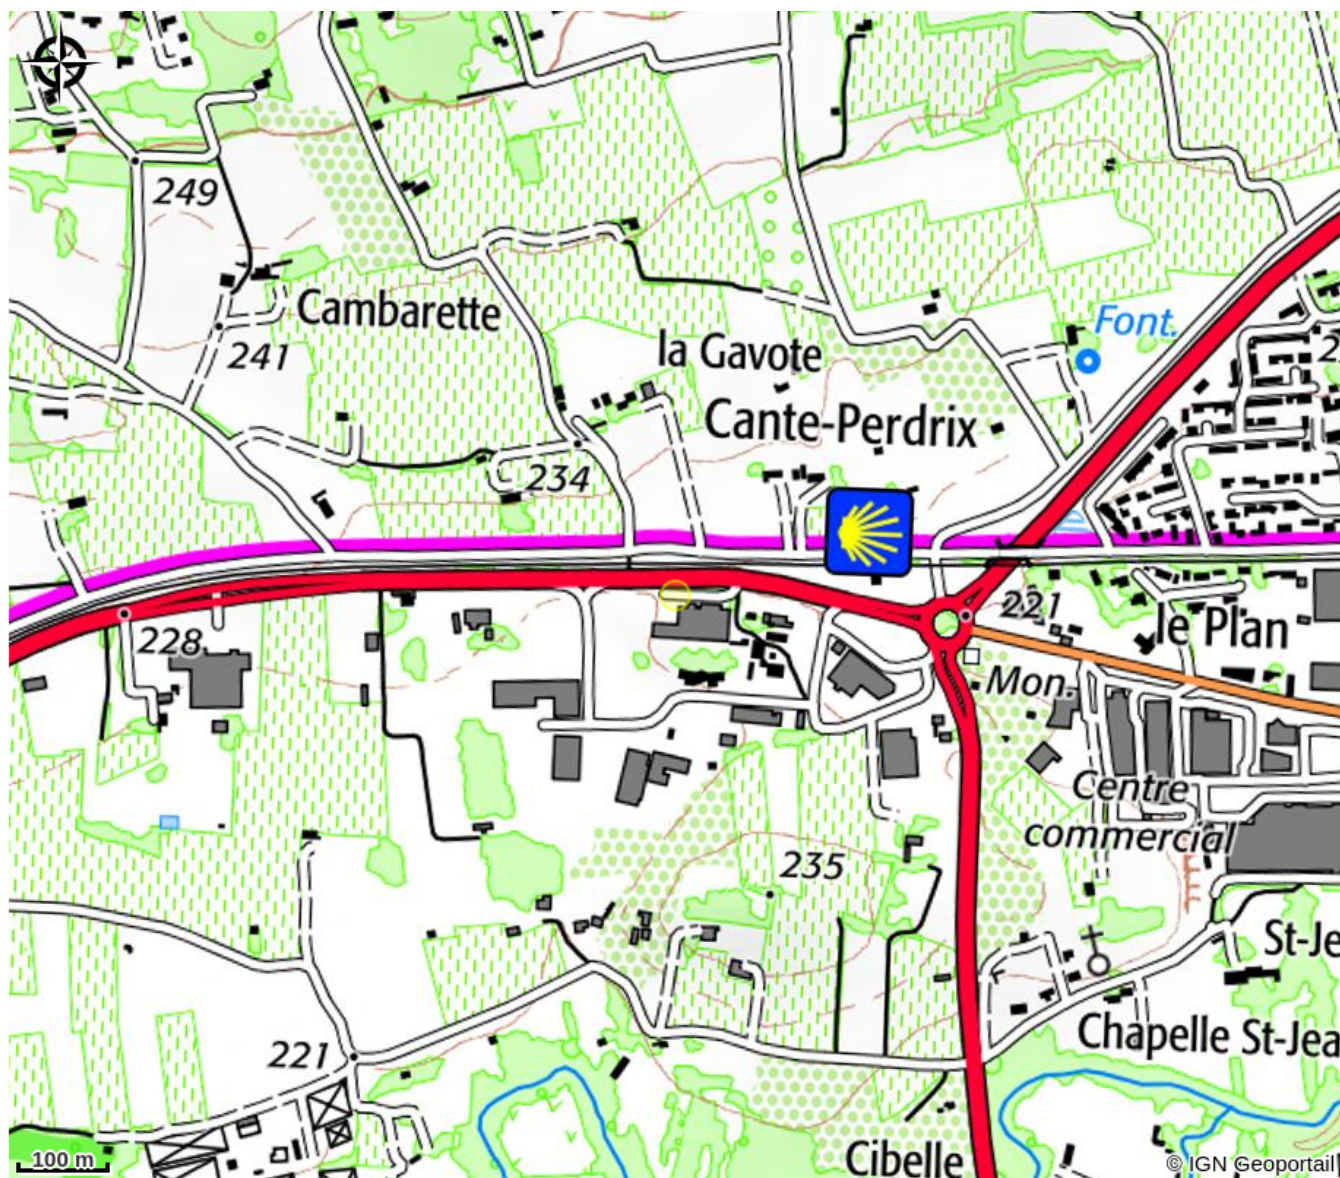 249
Cambarette
Font.
241
la Gavote
Cante-Perdrix
234
221
228
le Plan
Mon.
Centre
commercial
235
St-Je
221
Chapelle St-Jea
Cibelle
100 m
© IGN Geoportail